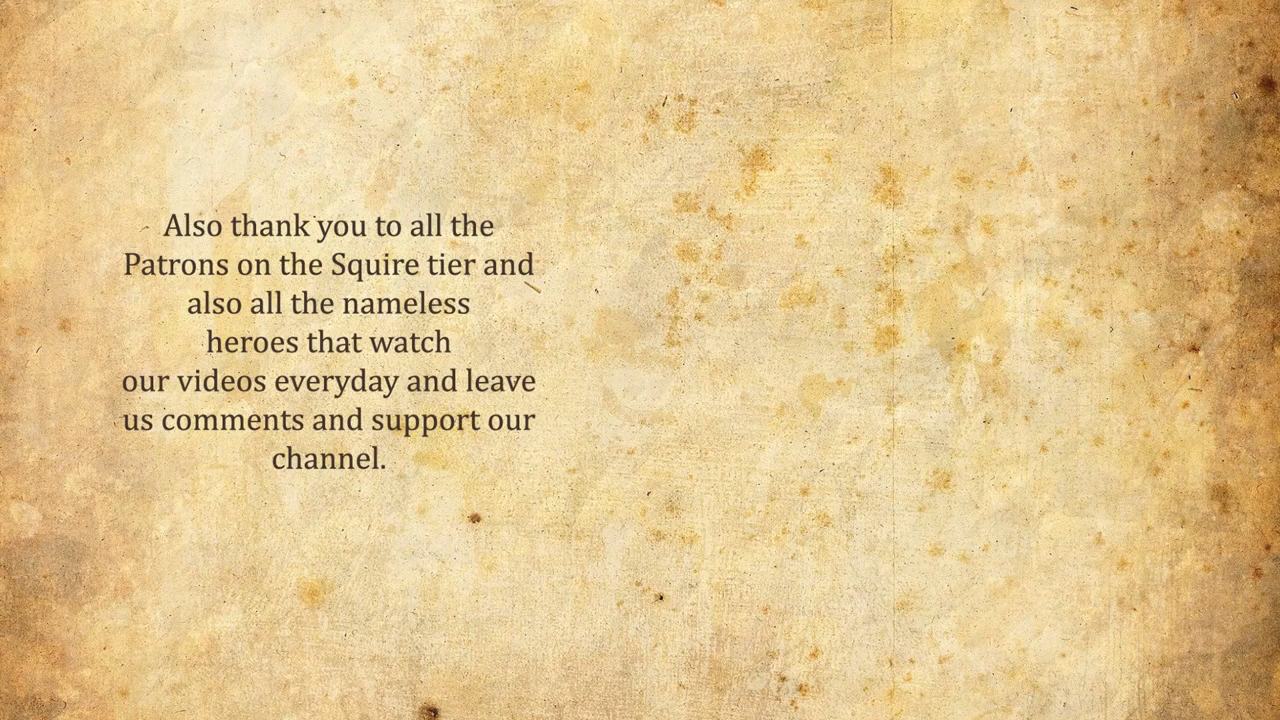 Also thank you to all the
Patrons on the Squire tier and
also all the nameless
heroes that watch
our videos everyday and leave
us comments and support our
channel.